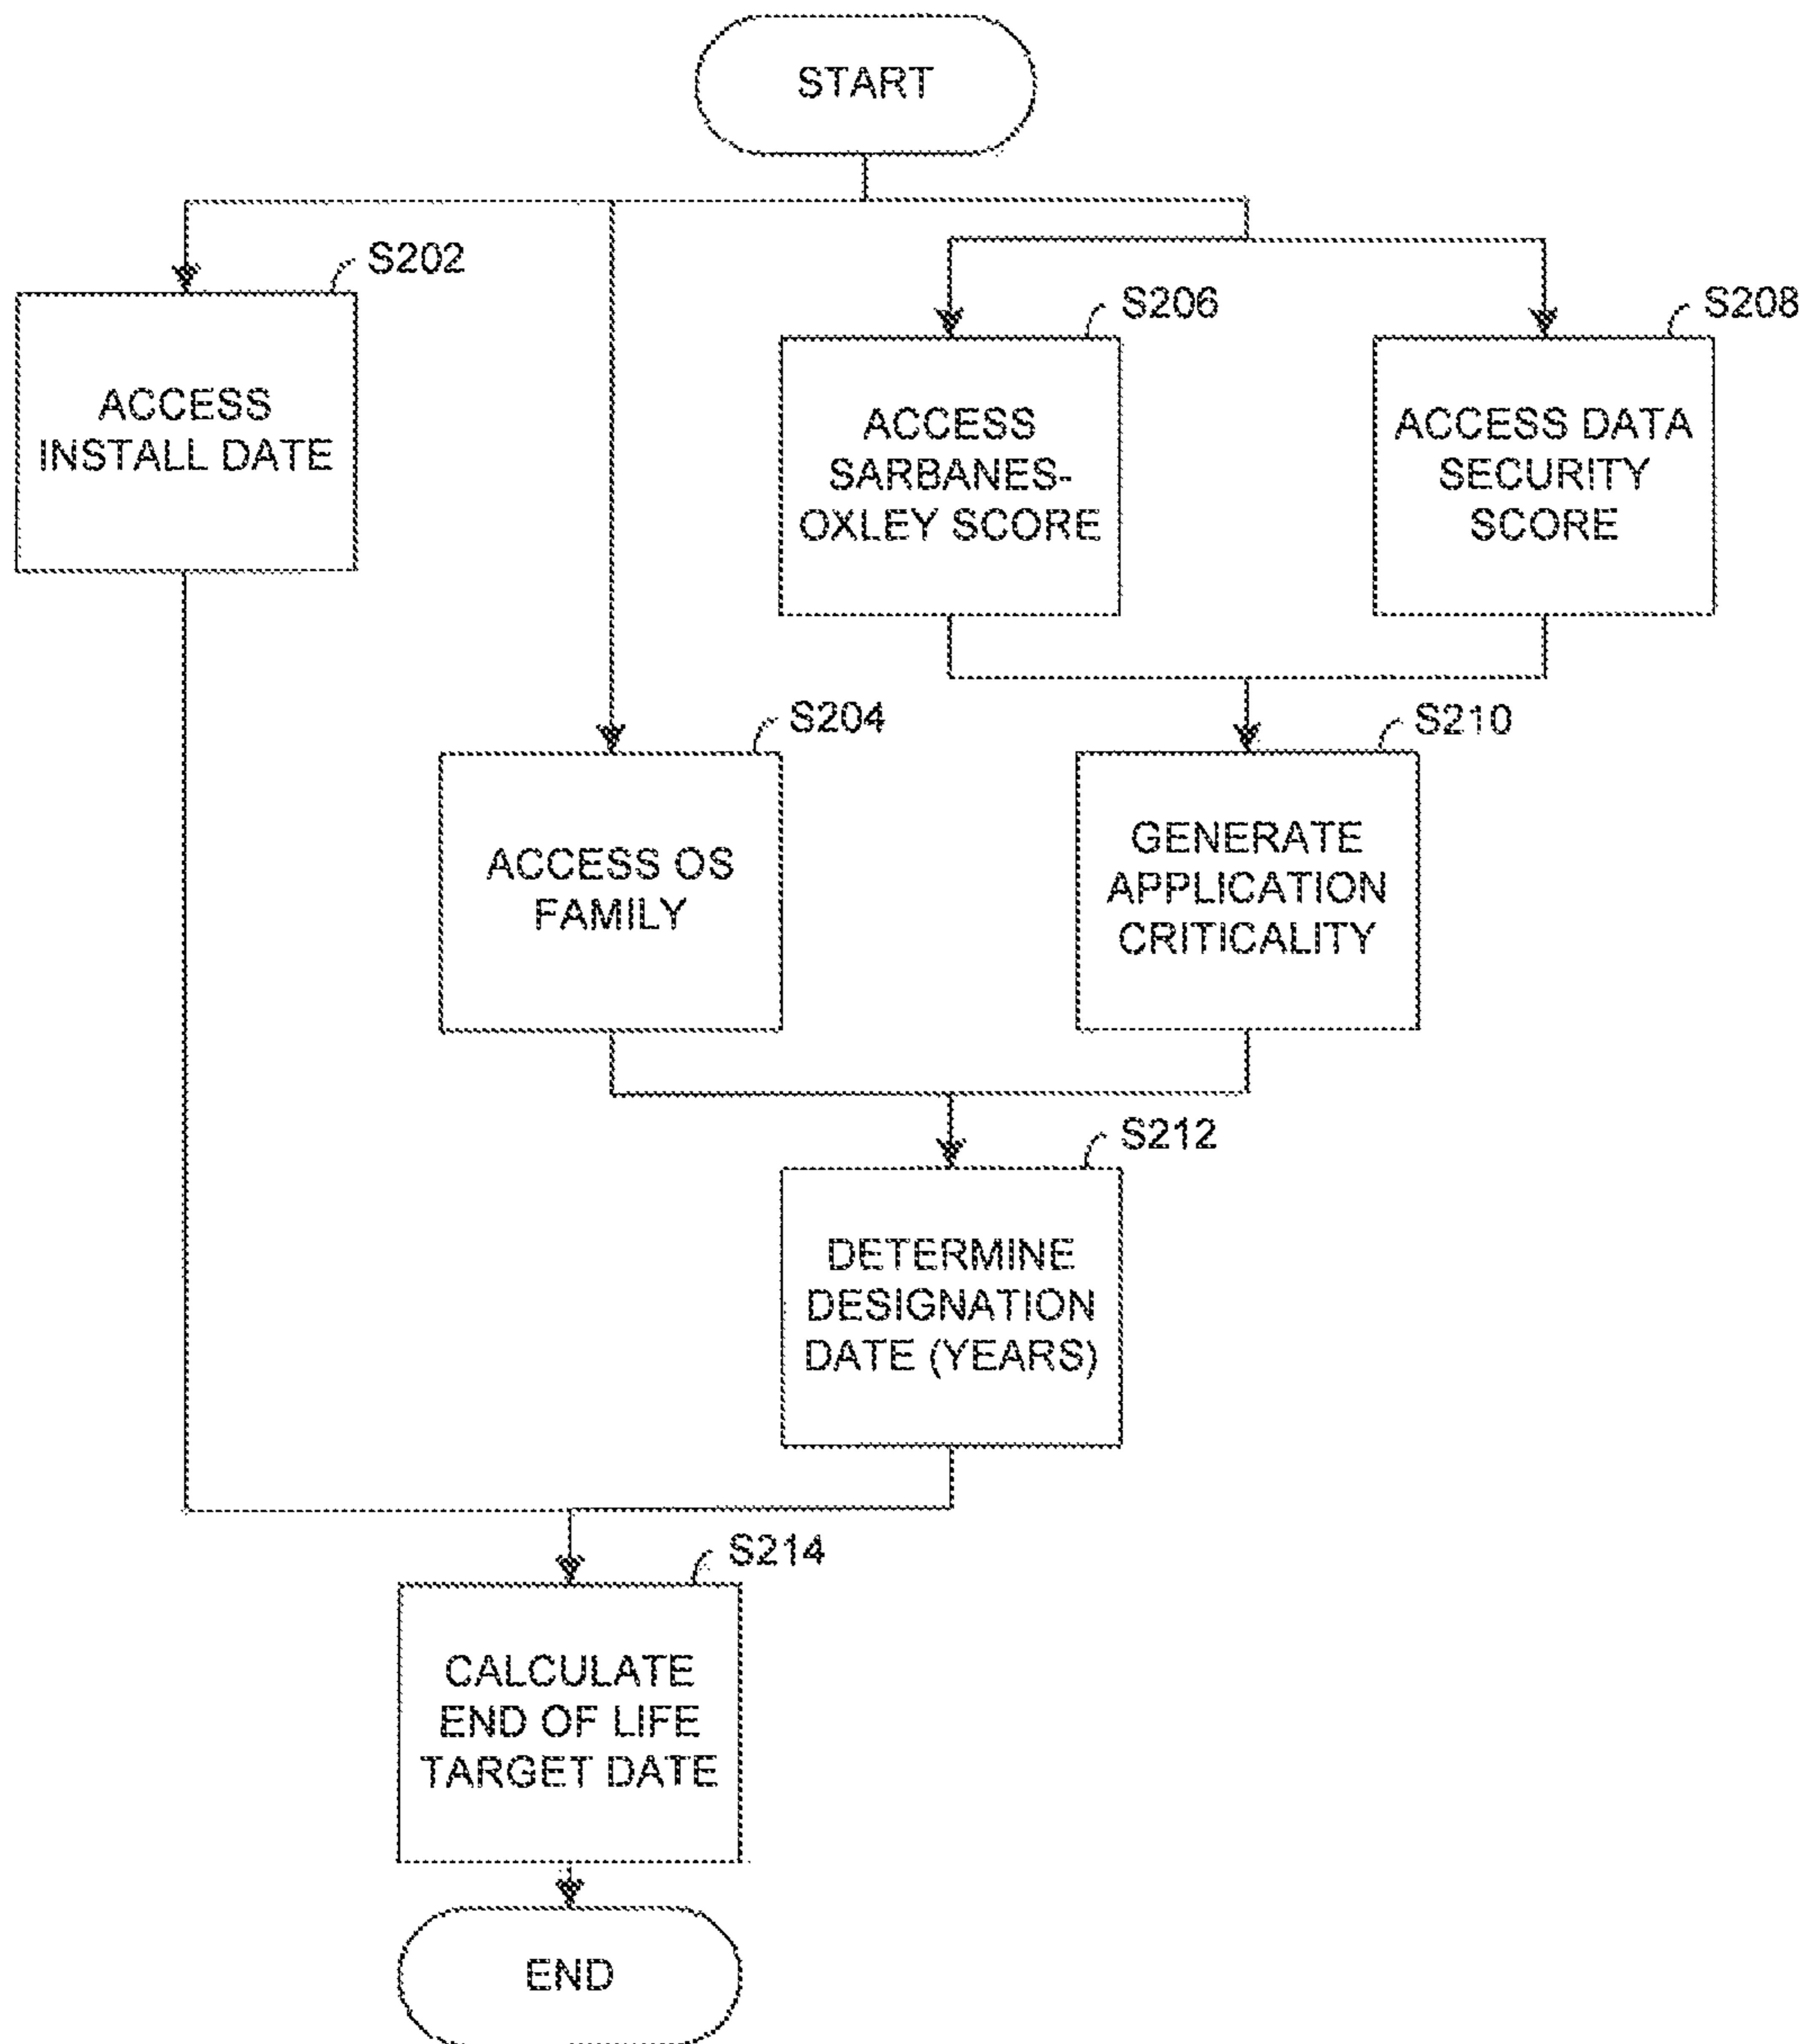 START
S202
ACCESS
INSTALL DATE
S206
ACCESS
SARBANES-
OXLEY SCORE
S208
ACCESS DATA
SECURITY
SCORE
S204
ACCESS OS
FAMILY
S210
GENERATE
APPLICATION
CRITICALITY
S212
DETERMINE
DESIGNATION
DATE (YEARS)
S214
CALCULATE
END OF LIFE
TARGET DATE
END